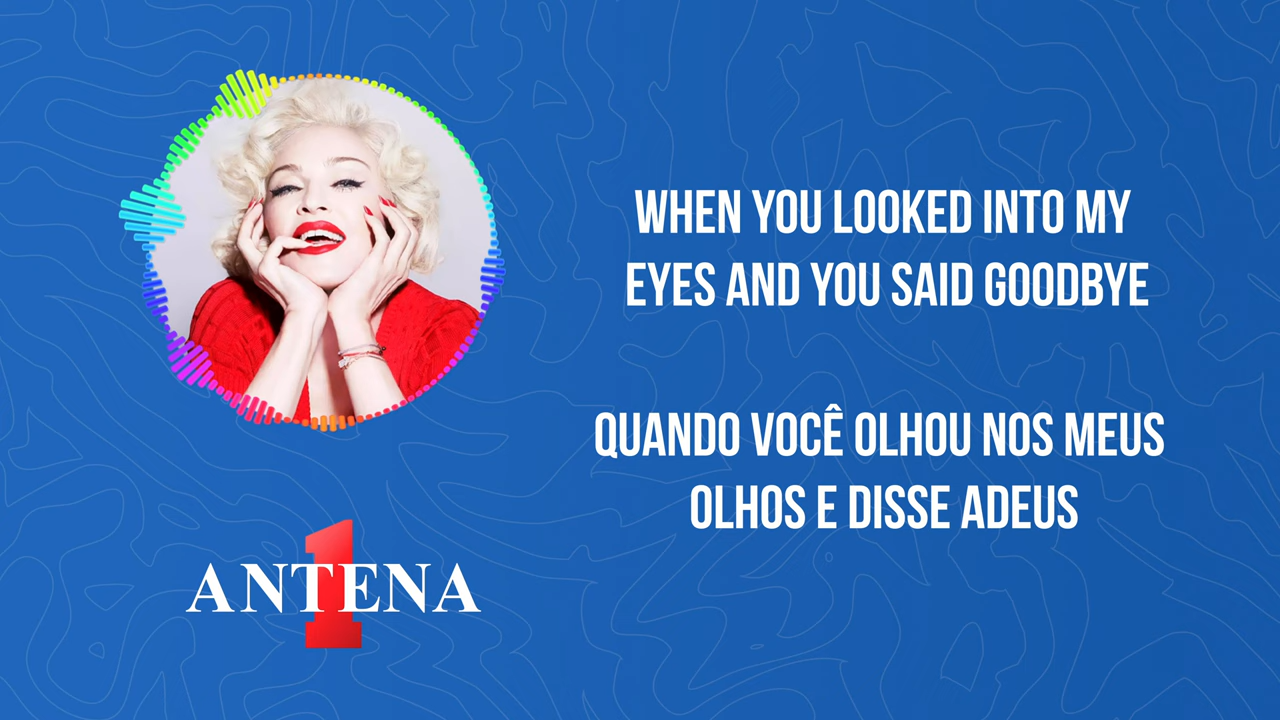 WHEN YOU LOOKED INTO MY
EYES AND YOU SAID GOODBYE
QUANDO VOCÊ OLHOU NOS MEUS
OLHOS E DISSE ADEUS
ANTENA 1